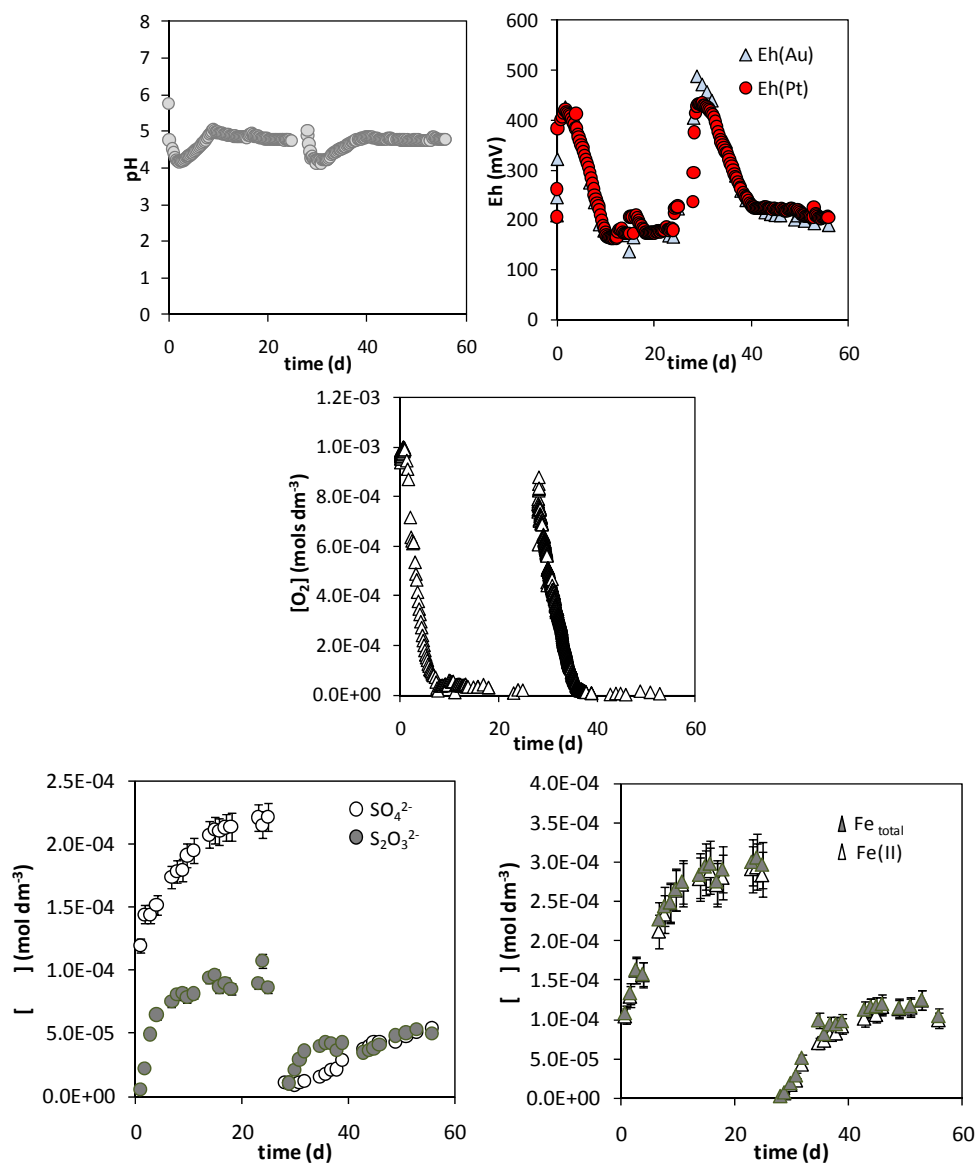 8
7
6
5
4
3
2
1
0
pH
0 20 40 60
time (d)
600
500
400
300
200
100
0
Eh (mV)
Eh(Au)
Eh(Pt)
0 20 40 60
time (d)
1.2E-03
1.0E-03
8.0E-04
6.0E-04
4.0E-04
2.0E-04
0.0E+00
[O₂] (mols dm⁻³)
0 20 40 60
time (d)
2.5E-04
2.0E-04
1.5E-04
1.0E-04
5.0E-05
0.0E+00
[ ] (mol dm⁻³)
SO₄²⁻
S₂O₃²⁻
0 20 40 60
time (d)
4.0E-04
3.5E-04
3.0E-04
2.5E-04
2.0E-04
1.5E-04
1.0E-04
5.0E-05
0.0E+00
[ ] (mol dm⁻³)
Fe total
Fe(II)
0 20 40 60
time (d)